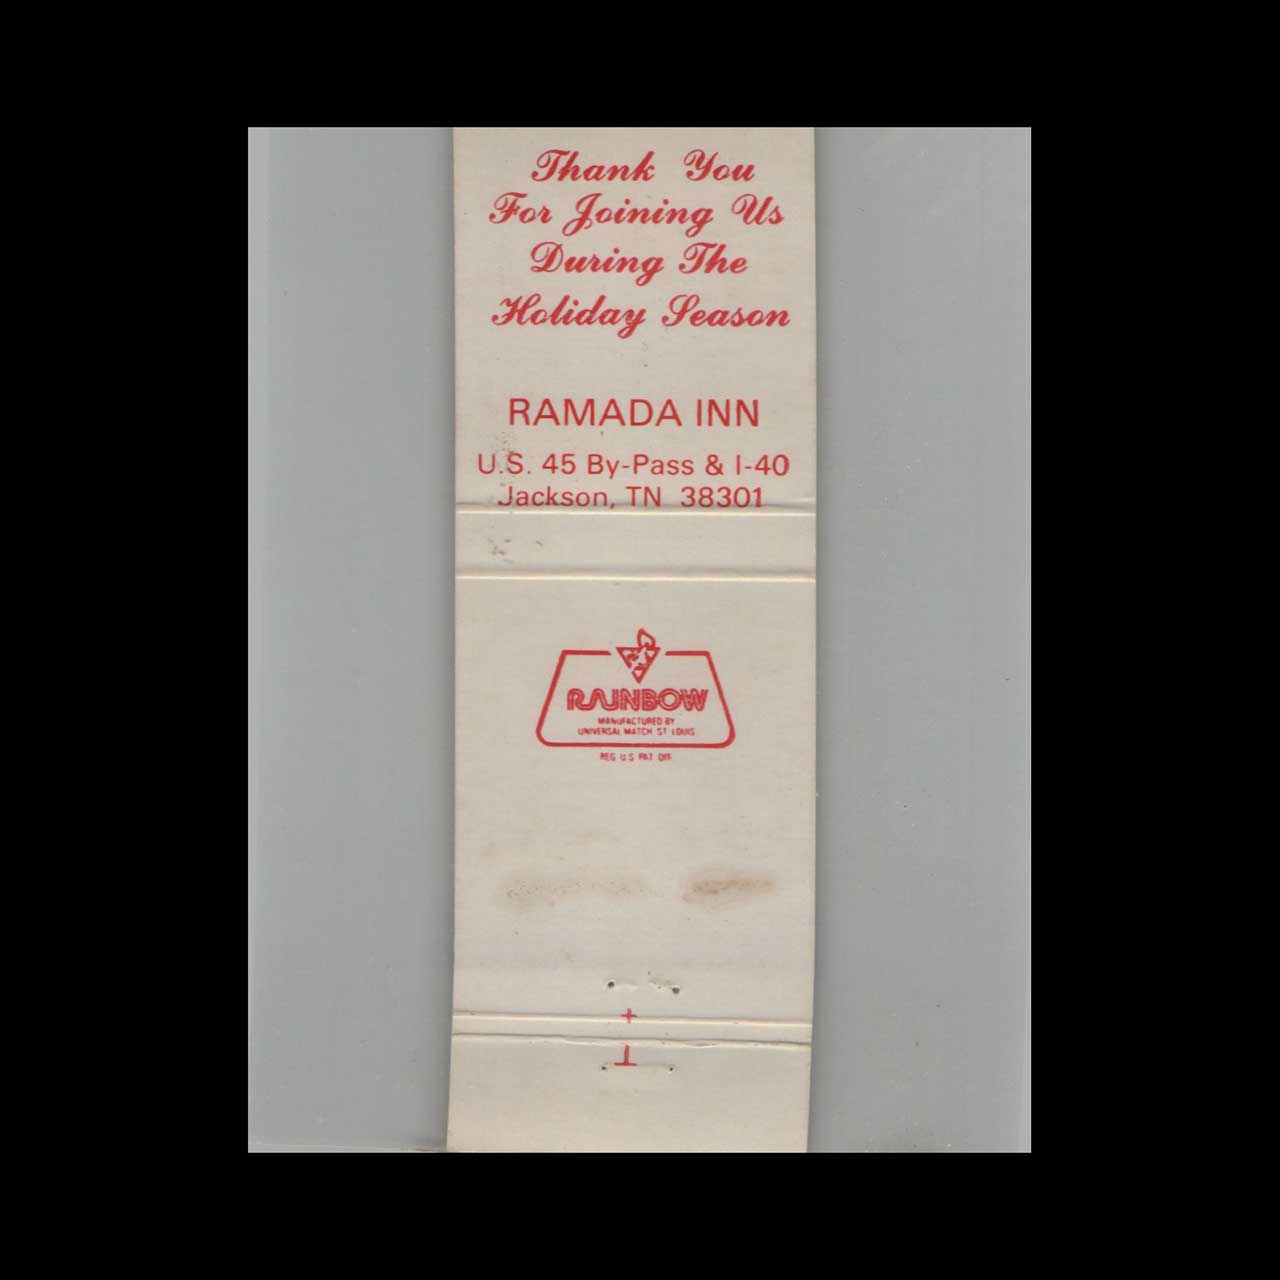 Thank You
For Joining Us
During The
Holiday Season
RAMADA INN
U.S. 45 By-Pass & I-40
Jackson, TN 38301
RAINBOW
MANUFACTURED BY
UNIVERSAL MATCH ST LOUIS
REG U S PAT OFF